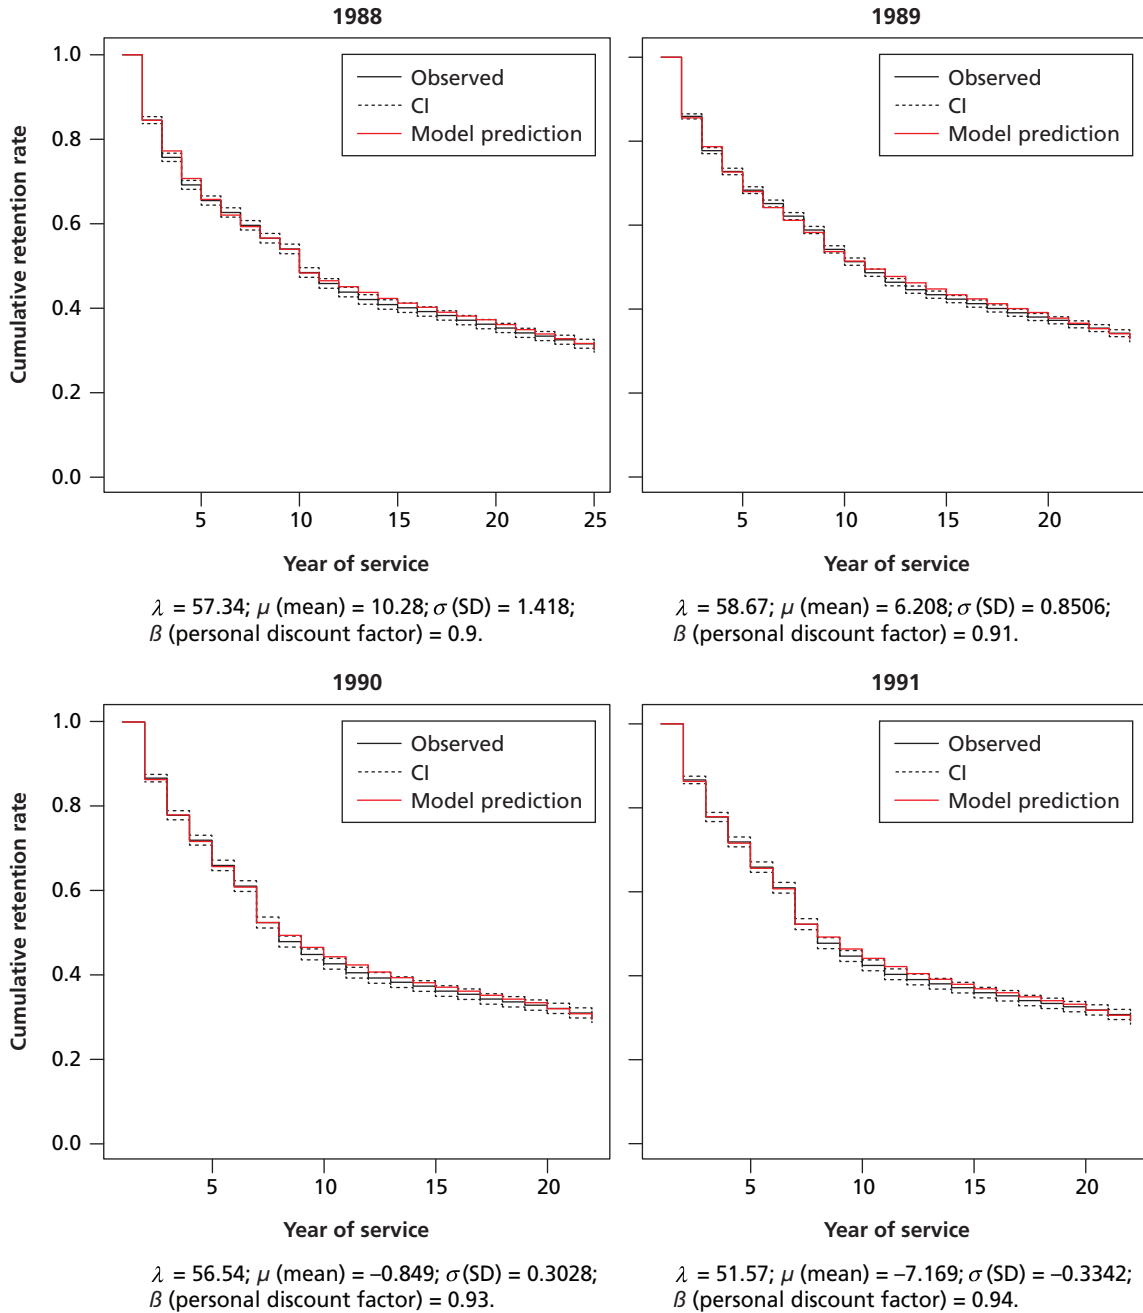 1988
1.0
0.8
0.6
0.4
0.2
0.0
Cumulative retention rate
Observed
CI
Model prediction
5
10
15
20
25
Year of service
λ = 57.34; μ (mean) = 10.28; σ (SD) = 1.418;
ß (personal discount factor) = 0.9.
1989
Observed
CI
Model prediction
5
10
15
20
Year of service
λ = 58.67; μ (mean) = 6.208; σ (SD) = 0.8506;
ß (personal discount factor) = 0.91.
1990
1.0
0.8
0.6
0.4
0.2
0.0
Cumulative retention rate
Observed
CI
Model prediction
5
10
15
20
Year of service
λ = 56.54; μ (mean) = –0.849; σ (SD) = 0.3028;
ß (personal discount factor) = 0.93.
1991
Observed
CI
Model prediction
5
10
15
20
Year of service
λ = 51.57; μ (mean) = –7.169; σ (SD) = –0.3342;
ß (personal discount factor) = 0.94.